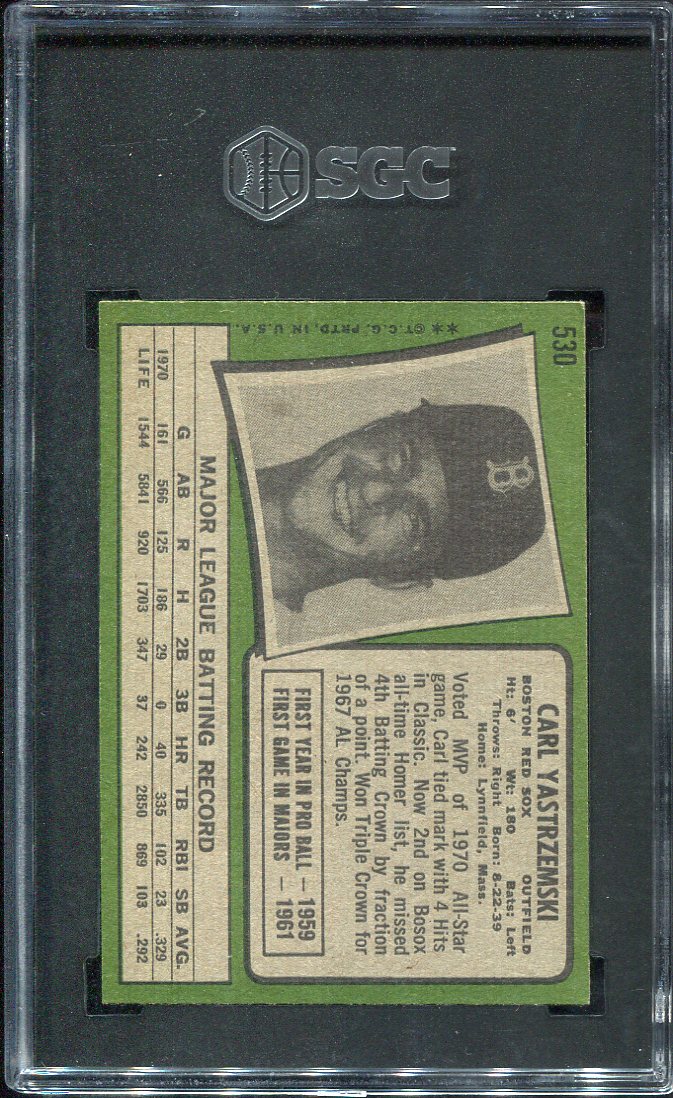 SGC
530
** © T.C.G. PRTD. IN U.S.A.
B
CARL YASTRZEMSKI
BOSTON RED SOX OUTFIELD
Ht: 6' Wt: 180 Bats: Left
Throws: Right Born: 8-22-39
Home: Lynnfield, Mass.
Voted MVP of 1970 All-Star
game, Carl tied mark with 4 Hits
in Classic. Now 2nd on Bosox
all-time Homer list, he missed
4th Batting Crown by fraction
of a point. Won Triple Crown for
1967 AL Champs.
FIRST YEAR IN PRO BALL — 1959
FIRST GAME IN MAJORS — 1961
MAJOR LEAGUE BATTING RECORD
G AB R H 2B 3B HR TB RBI SB AVG.
1970 161 566 125 186 29 0 40 335 102 23 .329
LIFE 1544 5841 920 1703 347 37 242 2850 869 103 .292